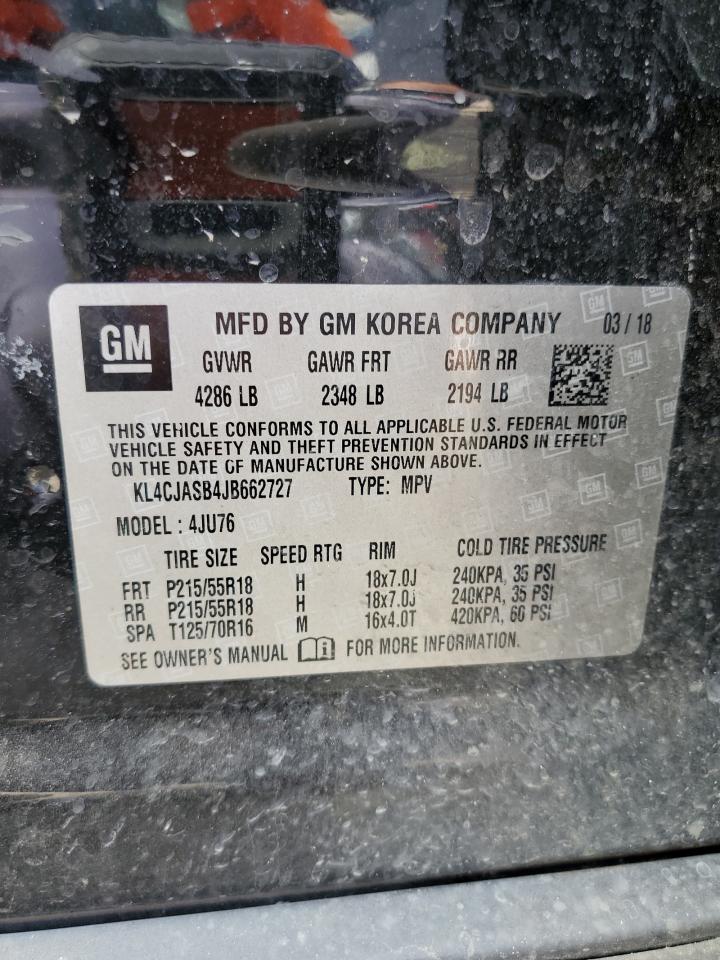 GM
MFD BY GM KOREA COMPANY 03/18
GVWR GAWR FRT GAWR RR
4286 LB 2348 LB 2194 LB
THIS VEHICLE CONFORMS TO ALL APPLICABLE U.S. FEDERAL MOTOR
VEHICLE SAFETY AND THEFT PREVENTION STANDARDS IN EFFECT
ON THE DATE OF MANUFACTURE SHOWN ABOVE.
KL4CJASB4JB662727 TYPE: MPV
MODEL : 4JU76
TIRE SIZE SPEED RTG RIM COLD TIRE PRESSURE
FRT P215/55R18 H 18x7.0J 240KPA, 35 PSI
RR P215/55R18 H 18x7.0J 240KPA, 35 PSI
SPA T125/70R16 M 16x4.0T 420KPA, 60 PSI
SEE OWNER'S MANUAL i FOR MORE INFORMATION.